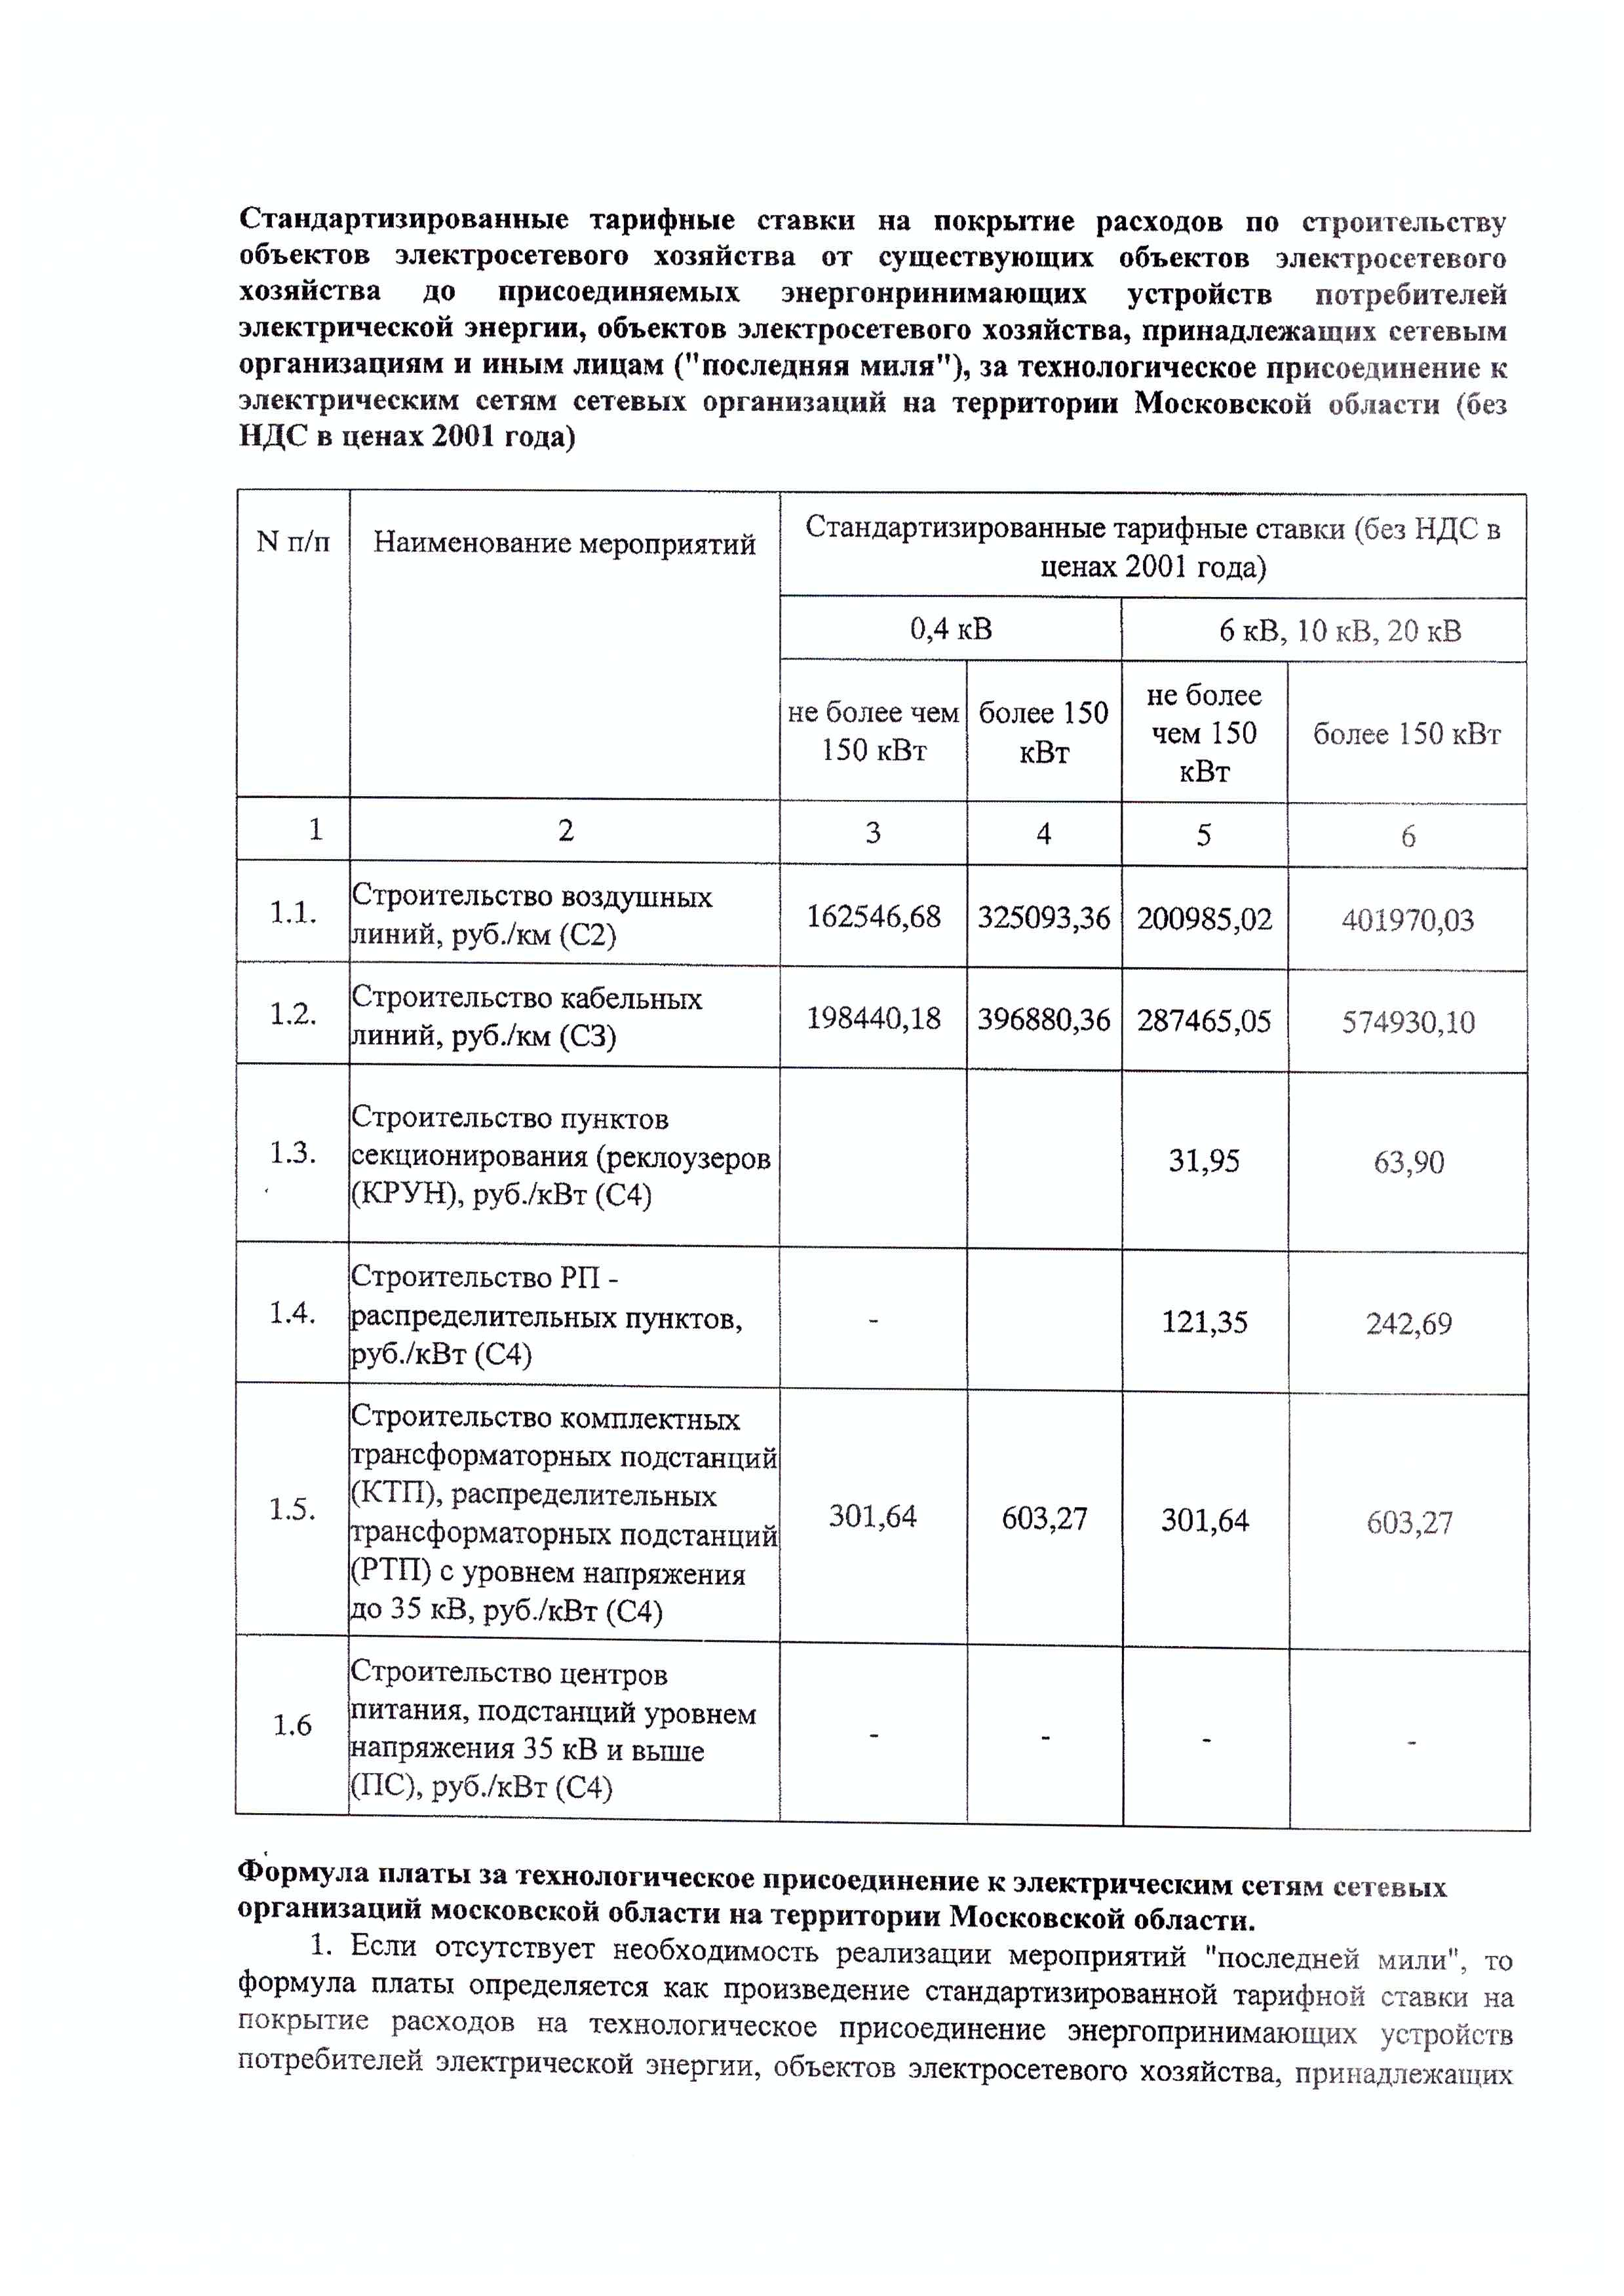 Стандартизированные тарифные ставки на покрытие расходов по строительству
объектов электросетевого хозяйства от существующих объектов электросетевого
хозяйства до присоединяемых энергонринимающих устройств потребителей
электрической энергии, объектов электросетевого хозяйства, принадлежащих сетевым
организациям и иным лицам ("последняя миля"), за технологическое присоединение к
электрическим сетям сетевых организаций на территории Московской области (без
НДС в ценах 2001 года)
N п/п
Наименование мероприятий
Стандартизированные тарифные ставки (без НДС в
ценах 2001 года)
0,4 кВ
6 кВ, 10 кВ, 20 кВ
не более чем
150 кВт
более 150
кВт
не более
чем 150
кВт
более 150 кВт
1
2
3
4
5
6
1.1.
Строительство воздушных
линий, руб./км (С2)
162546,68
325093,36
200985,02
401970,03
1.2.
Строительство кабельных
линий, руб./км (С3)
198440,18
396880,36
287465,05
574930,10
1.3.
Строительство пунктов
секционирования (реклоузеров
(КРУН), руб./кВт (С4)
31,95
63,90
1.4.
Строительство РП -
распределительных пунктов,
руб./кВт (С4)
-
121,35
242,69
1.5.
Строительство комплектных
трансформаторных подстанций
(КТП), распределительных
трансформаторных подстанций
(РТП) с уровнем напряжения
до 35 кВ, руб./кВт (С4)
301,64
603,27
301,64
603,27
1.6
Строительство центров
питания, подстанций уровнем
напряжения 35 кВ и выше
(ПС), руб./кВт (С4)
-
-
-
-
Формула платы за технологическое присоединение к электрическим сетям сетевых
организаций московской области на территории Московской области.
1. Если отсутствует необходимость реализации мероприятий "последней мили", то
формула платы определяется как произведение стандартизированной тарифной ставки на
покрытие расходов на технологическое присоединение энергопринимающих устройств
потребителей электрической энергии, объектов электросетевого хозяйства, принадлежащих